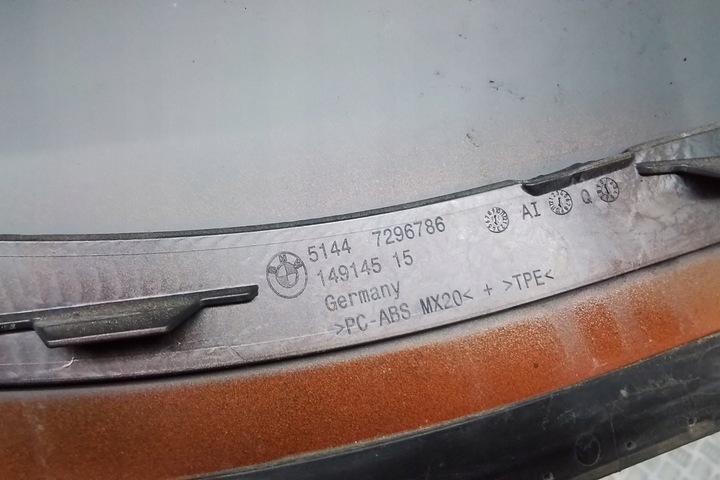 5144 7296786 AI Q
149145 15
Germany
>PC-ABS MX20< + >TPE<